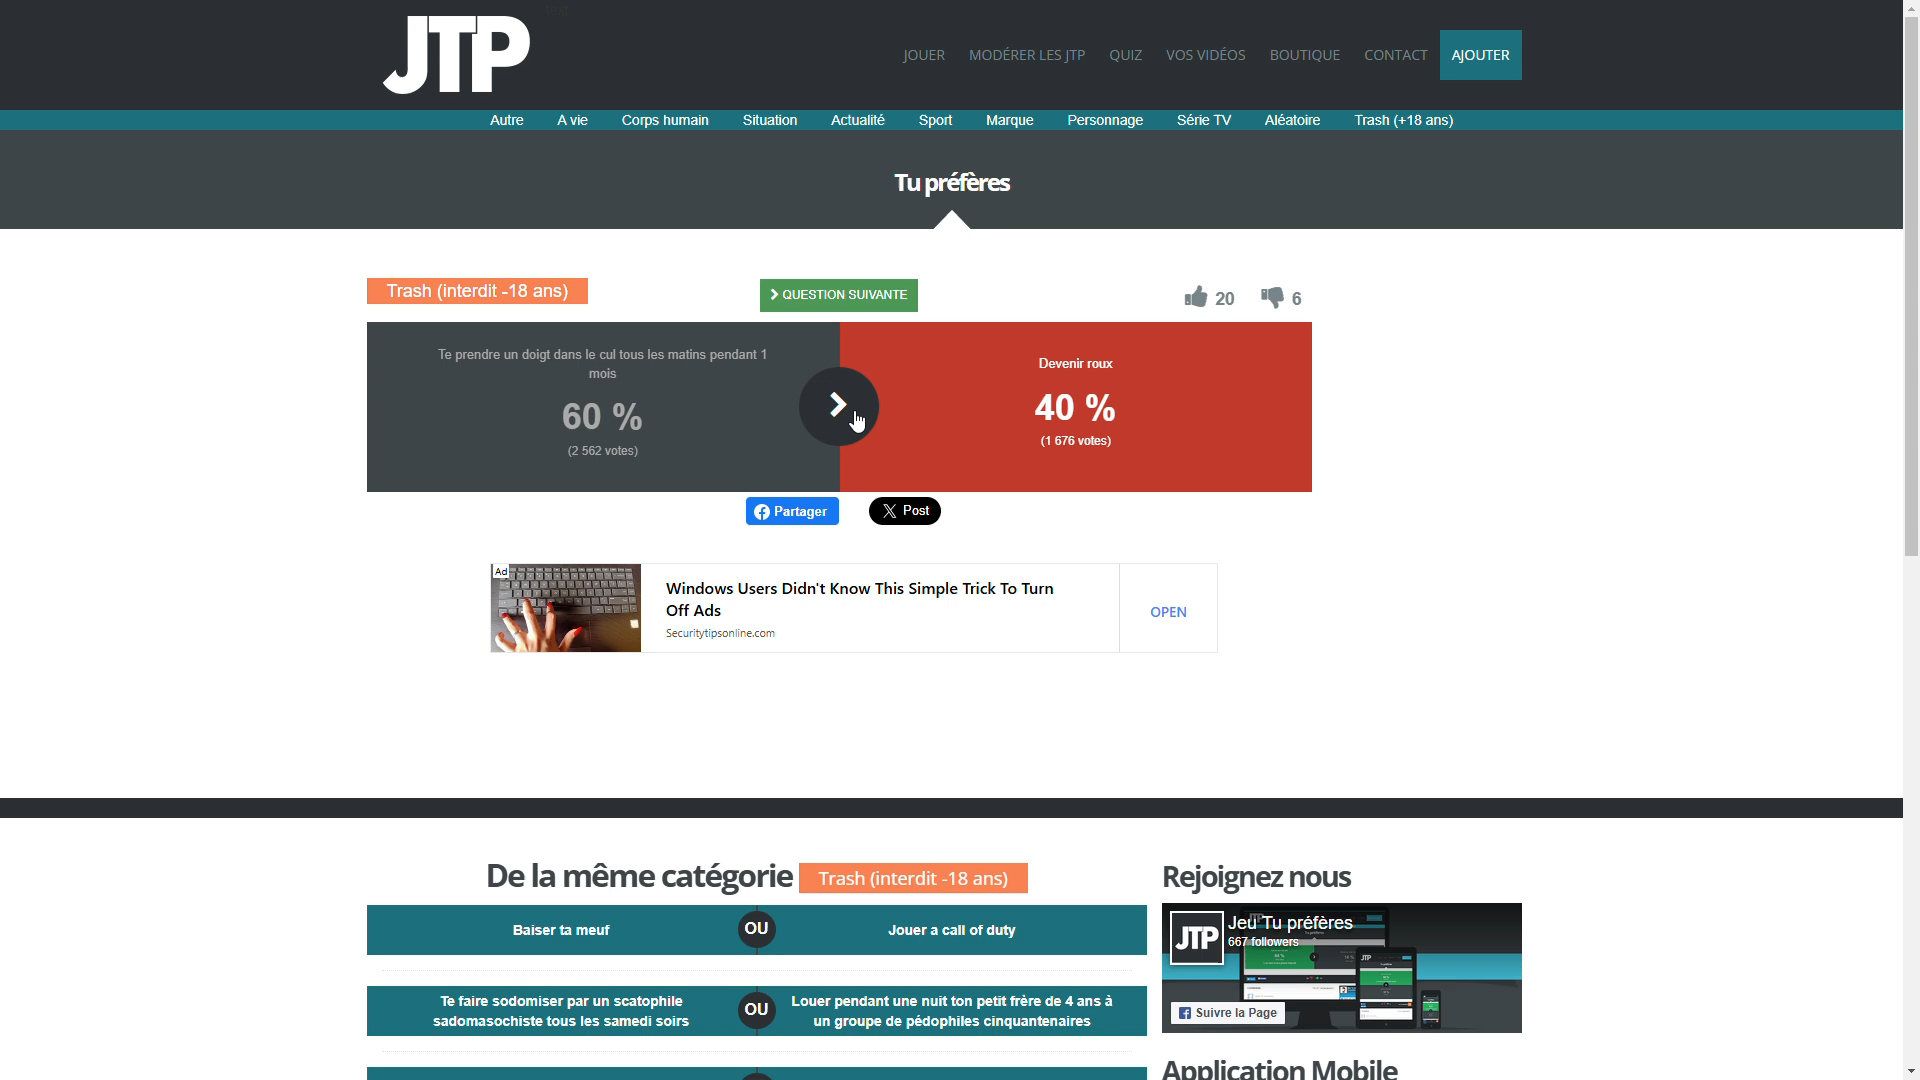 JTP
JOUER MODÉRER LES JTP QUIZ VOS VIDÉOS BOUTIQUE CONTACT AJOUTER
Autre A vie Corps humain Situation Actualité Sport Marque Personnage Série TV Aléatoire Trash (+18 ans)
Tu préfères
Trash (interdit -18 ans)
QUESTION SUIVANTE
20 6
Te prendre un doigt dans le cul tous les matins pendant 1
mois
60 %
(2 562 votes)
Devenir roux
40 %
(1 676 votes)
Partager
Post
Ad
Windows Users Didn't Know This Simple Trick To Turn
Off Ads
Securitytipsonline.com
OPEN
De la même catégorie Trash (interdit -18 ans)
Baiser ta meuf
OU
Jouer a call of duty
Te faire sodomiser par un scatophile
sadomasochiste tous les samedi soirs
OU
Louer pendant une nuit ton petit frère de 4 ans à
un groupe de pédophiles cinquantenaires
Rejoignez nous
JTP
Jeu Tu préfères
667 followers
Suivre la Page
Application Mobile